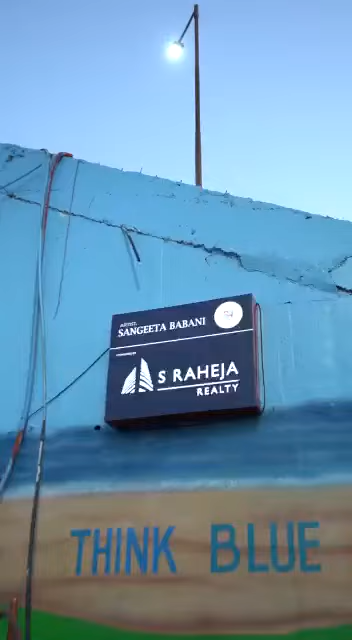 ARTIST:
SANGEETA BABANI
S RAHEJA
REALTY
THINK BLUE